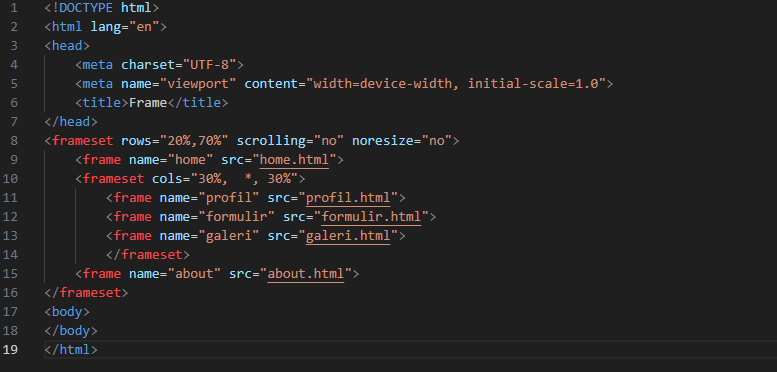 1 <!DOCTYPE html>
2 <html lang="en">
3 <head>
4     <meta charset="UTF-8">
5     <meta name="viewport" content="width=device-width, initial-scale=1.0">
6     <title>Frame</title>
7 </head>
8 <frameset rows="20%,70%" scrolling="no" noresize="no">
9     <frame name="home" src="home.html">
10     <frameset cols="30%,  *, 30%">
11         <frame name="profil" src="profil.html">
12         <frame name="formulir" src="formulir.html">
13         <frame name="galeri" src="galeri.html">
14         </frameset>
15     <frame name="about" src="about.html">
16 </frameset>
17 <body>
18 </body>
19 </html>